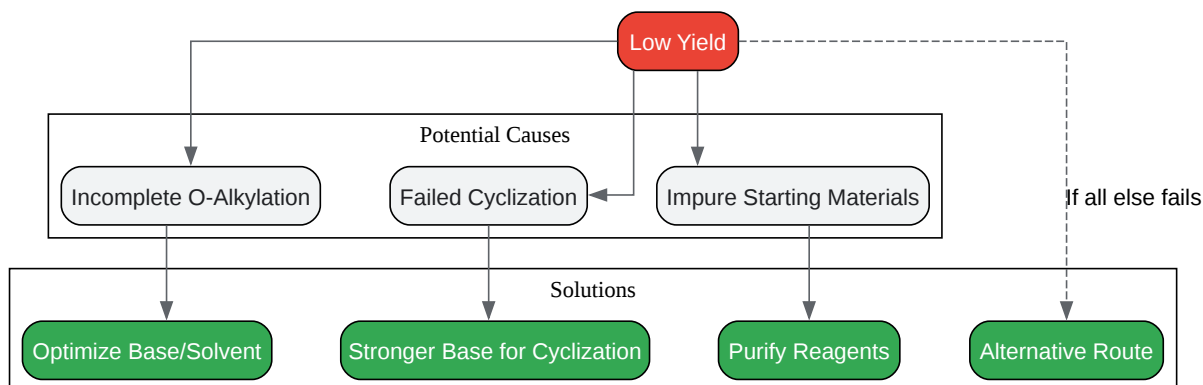 Low Yield
Potential Causes
Incomplete O-Alkylation
Failed Cyclization
Impure Starting Materials
If all else fails
Solutions
Optimize Base/Solvent
Stronger Base for Cyclization
Purify Reagents
Alternative Route